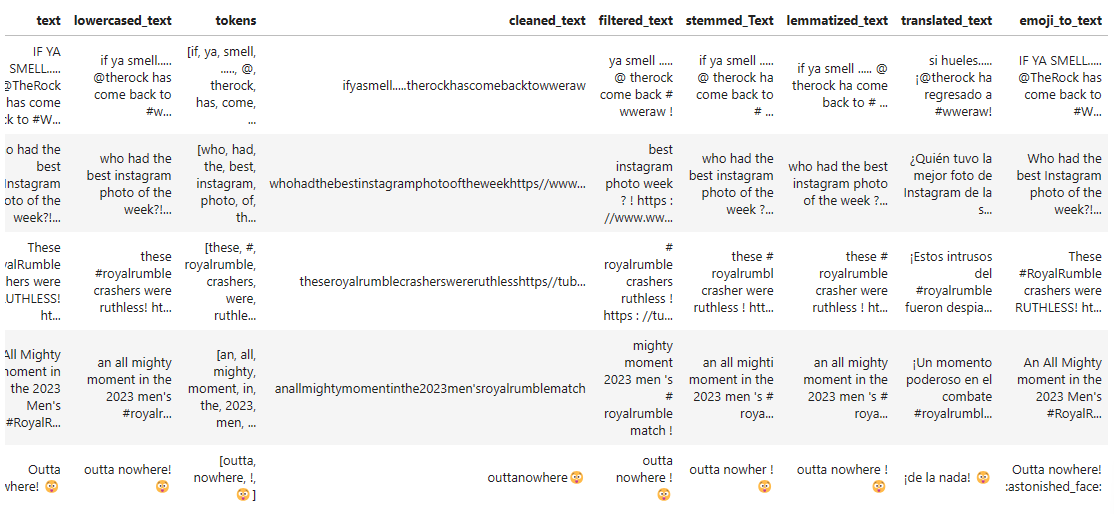 text lowercased_text tokens cleaned_text filtered_text stemmed_Text lemmatized_text translated_text emoji_to_text
IF YA
SMELL.....
@TheRock
has come
ck to #W...
if ya smell.....
@therock has
come back to
#w...
[if, ya, smell,
....., @,
therock,
has, come,
...
ifyasmell.....therockhascomebacktowweraw
ya smell .....
@ therock
come back #
wweraw !
if ya smell .....
@ therock ha
come back to
# ...
if ya smell ..... @
therock ha come
back to # ...
si hueles.....
¡@therock ha
regresado a
#wweraw!
IF YA SMELL.....
@TheRock has
come back to
#W...
o had the
best
Instagram
oto of the
week?!...
who had the
best instagram
photo of the
week?!...
[who, had,
the, best,
instagram,
photo, of,
th...
whohadthebestinstagramphotooftheweekhttps//www...
best
instagram
photo week
? ! https :
//www.ww...
who had the
best instagram
photo of the
week ?...
who had the best
instagram photo
of the week ?...
¿Quién tuvo la
mejor foto de
Instagram de la
s...
Who had the
best Instagram
photo of the
week?!...
These
yalRumble
hers were
UTHLESS!
ht...
these
#royalrumble
crashers were
ruthless! ht...
[these, #,
royalrumble,
crashers,
were,
ruthle...
theseroyalrumblecrasherswereruthlesshttps//tub...
#
royalrumble
crashers
ruthless !
https : //tu...
these #
royalrumbl
crasher were
ruthless ! htt...
these #
royalrumble
crasher were
ruthless ! ht...
¡Estos intrusos
del
#royalrumble
fueron despia...
These
#RoyalRumble
crashers were
RUTHLESS! ht...
All Mighty
moment in
the 2023
Men's
#RoyalR...
an all mighty
moment in the
2023 men's
#royalr...
[an, all,
mighty,
moment, in,
the, 2023,
men, ...
anallmightymomentinthe2023men'sroyalrumblematch
mighty
moment
2023 men 's
#
royalrumble
match !
an all mighti
moment in the
2023 men 's #
roya...
an all mighty
moment in the
2023 men 's #
roya...
¡Un momento
poderoso en el
combate
#royalrumbl...
An All Mighty
moment in the
2023 Men's
#RoyalR...
Outta
where! 😲
outta nowhere!
😲
[outta,
nowhere, !,
😲]
outtanowhere😲
outta
nowhere !
😲
outta nowher !
😲
outta nowhere !
😲
¡de la nada! 😲
Outta nowhere!
:astonished_face: